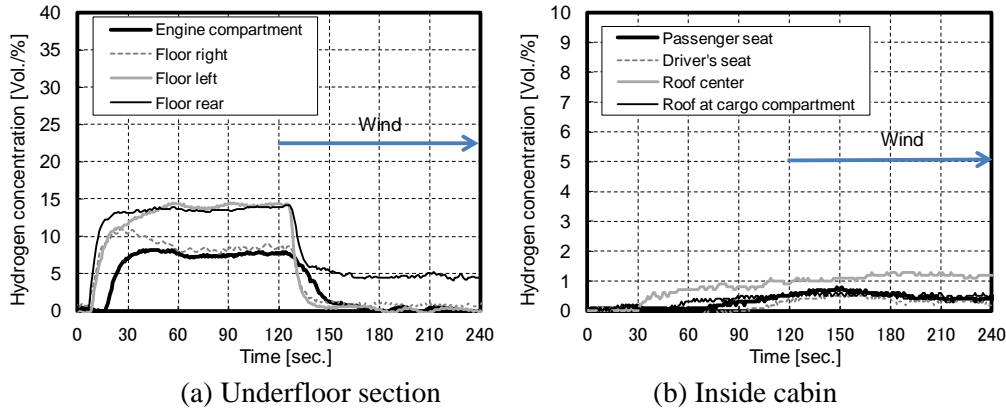 Hydrogen concentration [Vol./%]
40
35
30
25
20
15
10
5
0
Engine compartment
Floor right
Floor left
Floor rear
Wind
0 30 60 90 120 150 180 210 240
Time [sec.]
(a) Underfloor section
Hydrogen concentration [Vol./%]
10
9
8
7
6
5
4
3
2
1
0
Passenger seat
Driver's seat
Roof center
Roof at cargo compartment
Wind
0 30 60 90 120 150 180 210 240
Time [sec.]
(b) Inside cabin